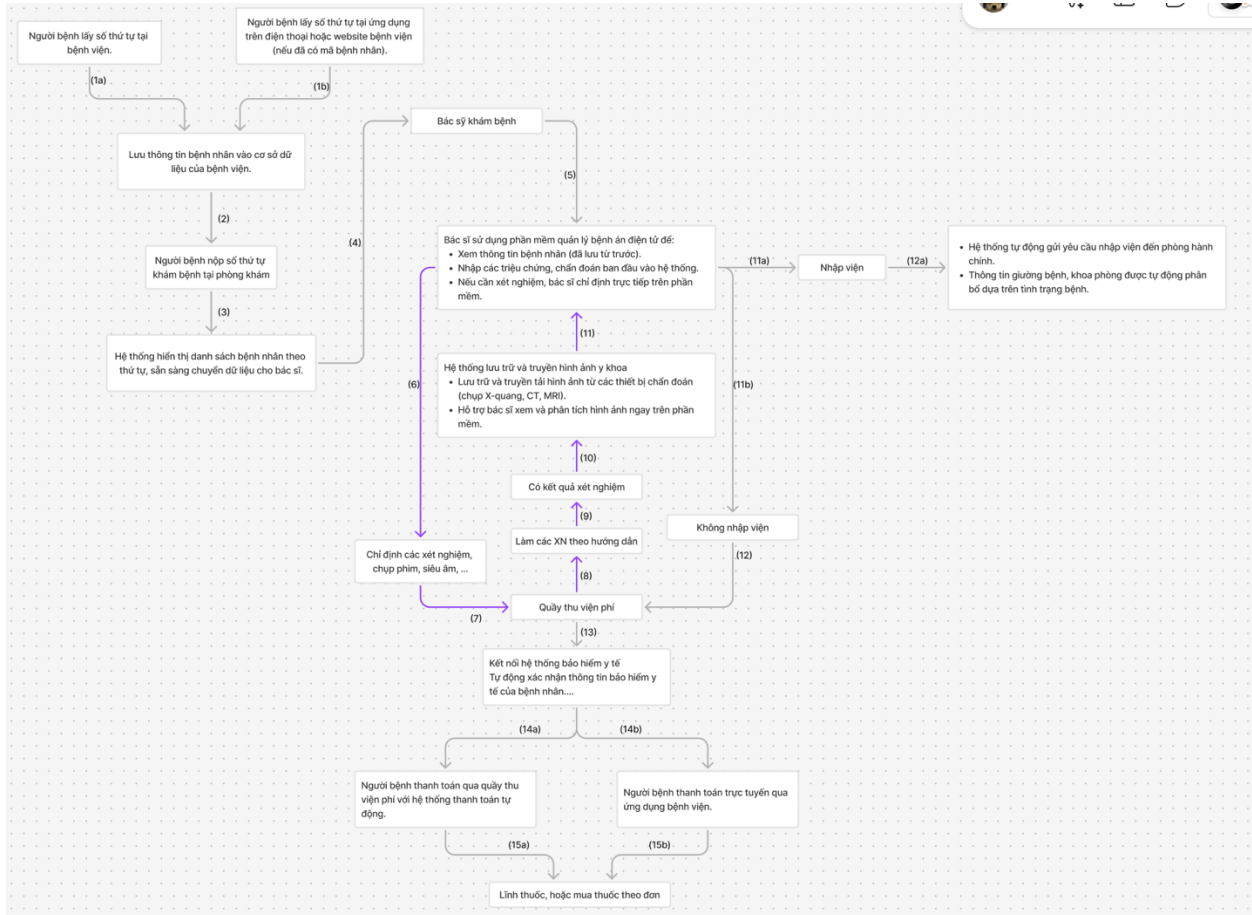 Người bệnh lấy số thứ tự tại
bệnh viện.
Người bệnh lấy số thứ tự tại ứng dụng
trên điện thoại hoặc website bệnh viện
(nếu đã có mã bệnh nhân).
(1a)
(1b)
Lưu thông tin bệnh nhân vào cơ sở dữ
liệu của bệnh viện.
(2)
Người bệnh nộp số thứ tự
khám bệnh tại phòng khám
(3)
Hệ thống hiển thị danh sách bệnh nhân theo
thứ tự, sẵn sàng chuyển dữ liệu cho bác sĩ.
(4)
Bác sỹ khám bệnh
(5)
Bác sĩ sử dụng phần mềm quản lý bệnh án điện tử để:
• Xem thông tin bệnh nhân (đã lưu từ trước).
• Nhập các triệu chứng, chẩn đoán ban đầu vào hệ thống.
• Nếu cần xét nghiệm, bác sĩ chỉ định trực tiếp trên phần
mềm.
(11a)
Nhập viện
(12a)
• Hệ thống tự động gửi yêu cầu nhập viện đến phòng hành
chính.
• Thông tin giường bệnh, khoa phòng được tự động phân
bổ dựa trên tình trạng bệnh.
(11)
Hệ thống lưu trữ và truyền hình ảnh y khoa
• Lưu trữ và truyền tải hình ảnh từ các thiết bị chẩn đoán
(chụp X-quang, CT, MRI).
• Hỗ trợ bác sĩ xem và phân tích hình ảnh ngay trên phần
mềm.
(6)
(11b)
(10)
Có kết quả xét nghiệm
(9)
Làm các XN theo hướng dẫn
Không nhập viện
Chỉ định các xét nghiệm,
chụp phim, siêu âm, ...
(8)
(12)
Quầy thu viện phí
(7)
(13)
Kết nối hệ thống bảo hiểm y tế
Tự động xác nhận thông tin bảo hiểm y
tế của bệnh nhân....
(14a)
(14b)
Người bệnh thanh toán qua quầy thu
viện phí với hệ thống thanh toán tự
động.
Người bệnh thanh toán trực tuyến qua
ứng dụng bệnh viện.
(15a)
(15b)
Lĩnh thuốc, hoặc mua thuốc theo đơn